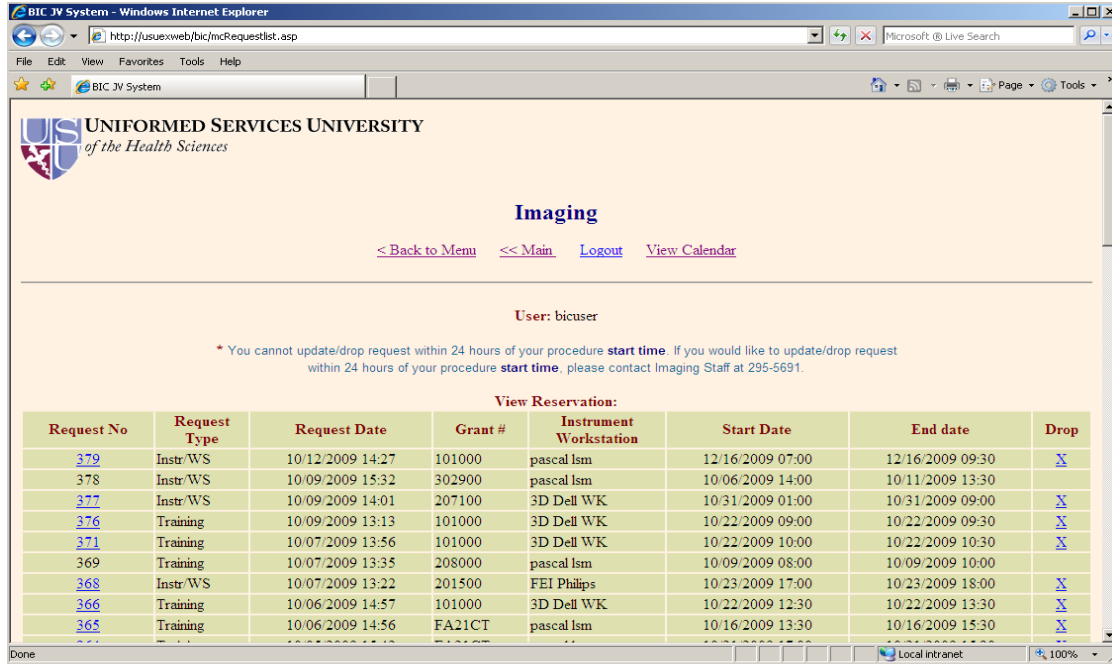 BIC JV System - Windows Internet Explorer
http://usuexweb/bic/mcRequestlist.asp
Microsoft ® Live Search
File Edit View Favorites Tools Help
BIC JV System
Page Tools
UNIFORMED SERVICES UNIVERSITY
of the Health Sciences
Imaging
< Back to Menu << Main Logout View Calendar
User: bicuser
* You cannot update/drop request within 24 hours of your procedure start time. If you would like to update/drop request
within 24 hours of your procedure start time, please contact Imaging Staff at 295-5691.
View Reservation:
Request No Request Type Request Date Grant # Instrument Workstation Start Date End date Drop
379 Instr/WS 10/12/2009 14:27 101000 pascal lsm 12/16/2009 07:00 12/16/2009 09:30 X
378 Instr/WS 10/09/2009 15:32 302900 pascal lsm 10/06/2009 14:00 10/11/2009 13:30
377 Instr/WS 10/09/2009 14:01 207100 3D Dell WK 10/31/2009 01:00 10/31/2009 09:00 X
376 Training 10/09/2009 13:13 101000 3D Dell WK 10/22/2009 09:00 10/22/2009 09:30 X
371 Training 10/07/2009 13:56 101000 3D Dell WK 10/22/2009 10:00 10/22/2009 10:30 X
369 Training 10/07/2009 13:35 208000 pascal lsm 10/09/2009 08:00 10/09/2009 10:00
368 Instr/WS 10/07/2009 13:22 201500 FEI Philips 10/23/2009 17:00 10/23/2009 18:00 X
366 Training 10/06/2009 14:57 101000 3D Dell WK 10/22/2009 12:30 10/22/2009 13:30 X
365 Training 10/06/2009 14:56 FA21CT pascal lsm 10/16/2009 13:30 10/16/2009 15:30 X
Done Local intranet 100%